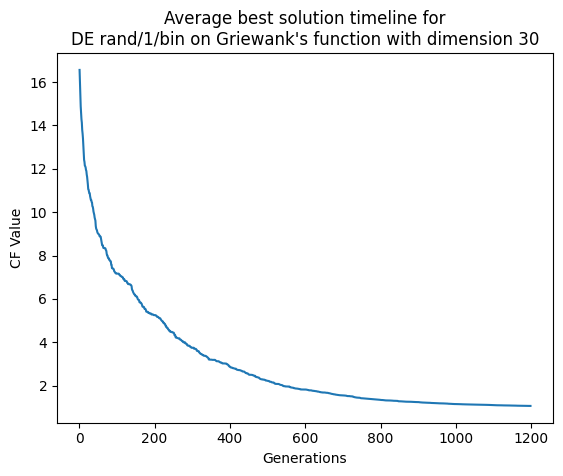 Average best solution timeline for
DE rand/1/bin on Griewank's function with dimension 30
16
14
12
10
8
6
4
2
CF Value
0 200 400 600 800 1000 1200
Generations